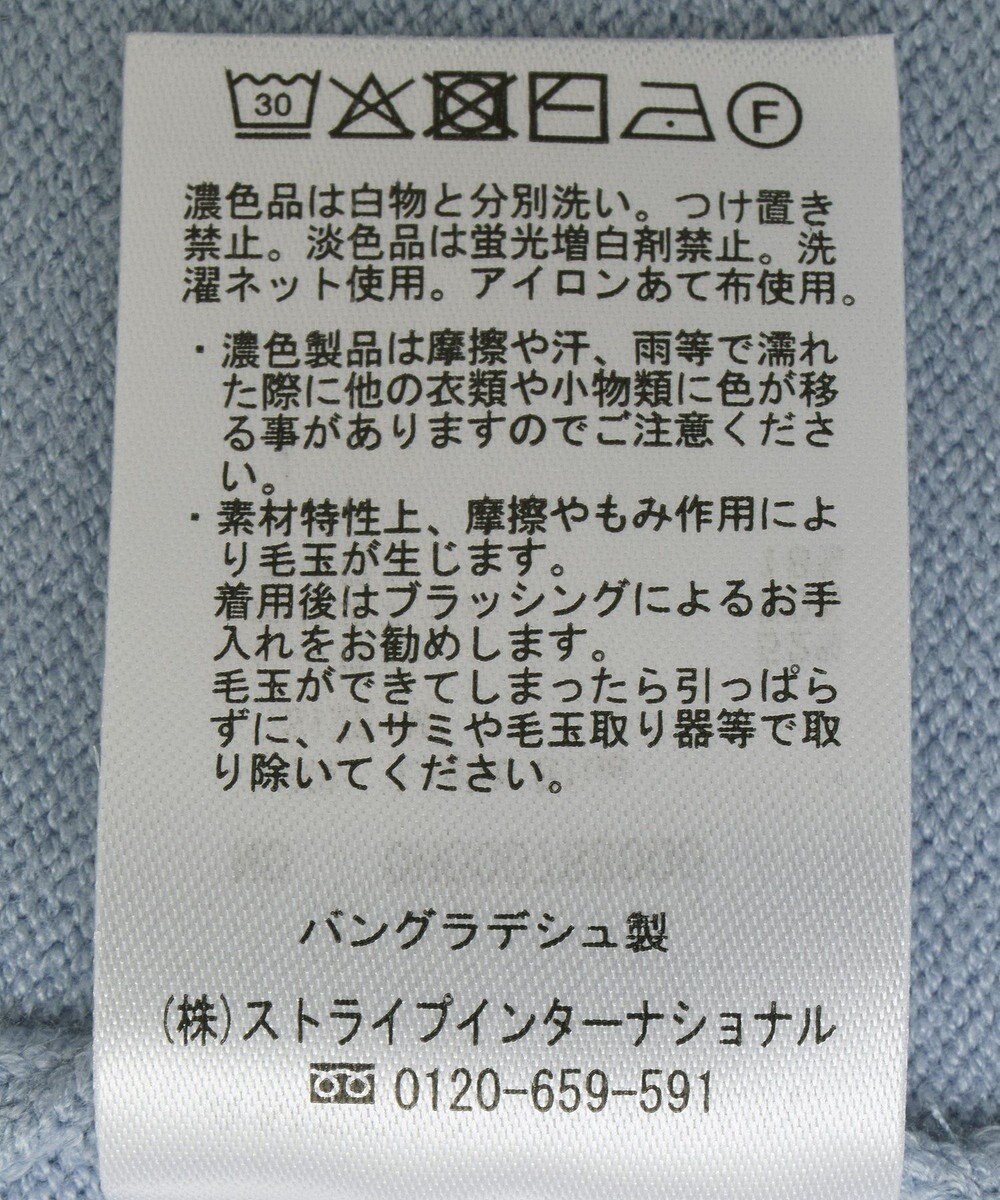 30 F
濃色品は白物と分別洗い。つけ置き
禁止。淡色品は蛍光増白剤禁止。洗
濯ネット使用。アイロンあて布使用。
・濃色製品は摩擦や汗、雨等で濡れ
た際に他の衣類や小物類に色が移
る事がありますのでご注意くださ
い。
・素材特性上、摩擦やもみ作用によ
り毛玉が生じます。
着用後はブラッシングによるお手
入れをお勧めします。
毛玉ができてしまったら引っぱら
ずに、ハサミや毛玉取り器等で取
り除いてください。
バングラデシュ製
(株)ストライプインターナショナル
0120-659-591